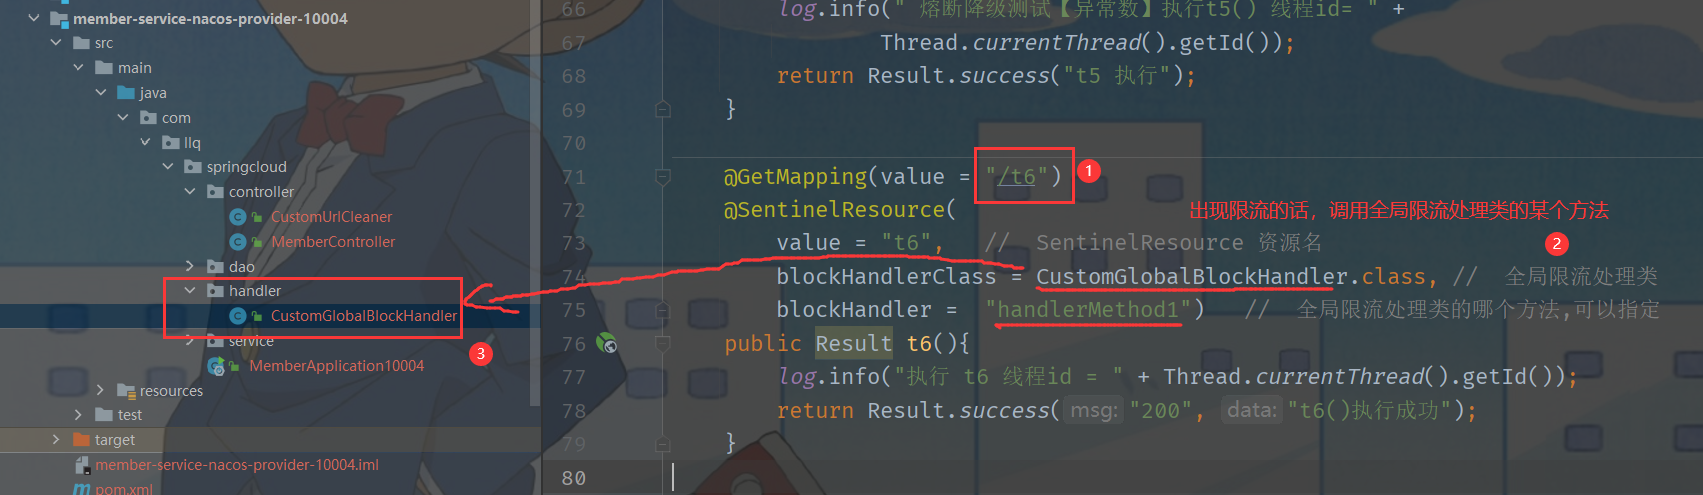 member-service-nacos-provider-10004
src
main
java
com
llq
springcloud
controller
CustomUrlCleaner
MemberController
dao
handler
CustomGlobalBlockHandler
service
MemberApplication10004
resources
test
target
member-service-nacos-provider-10004.iml
pom.xml
3
66 log.info(" 熔断降级测试【异常数】执行t5() 线程id= " +
67 Thread.currentThread().getId());
68 return Result.success("t5 执行");
69 }
70
71 @GetMapping(value = "/t6") 1
72 @SentinelResource( 出现限流的话，调用全局限流处理类的某个方法
73 value = "t6", // SentinelResource 资源名 2
74 blockHandlerClass = CustomGlobalBlockHandler.class, // 全局限流处理类
75 blockHandler = "handlerMethod1") // 全局限流处理类的哪个方法,可以指定
76 public Result t6(){
77 log.info("执行 t6 线程id = " + Thread.currentThread().getId());
78 return Result.success( msg: "200", data: "t6()执行成功");
79 }
80